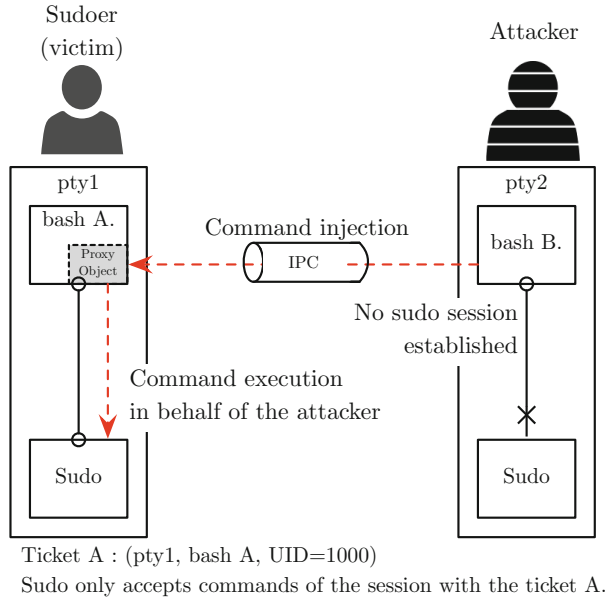 Sudoer
(victim)
Attacker
pty1
pty2
bash A.
bash B.
Proxy
Object
Command injection
IPC
No sudo session
established
Command execution
in behalf of the attacker
Sudo
Sudo
Ticket A : (pty1, bash A, UID=1000)
Sudo only accepts commands of the session with the ticket A.